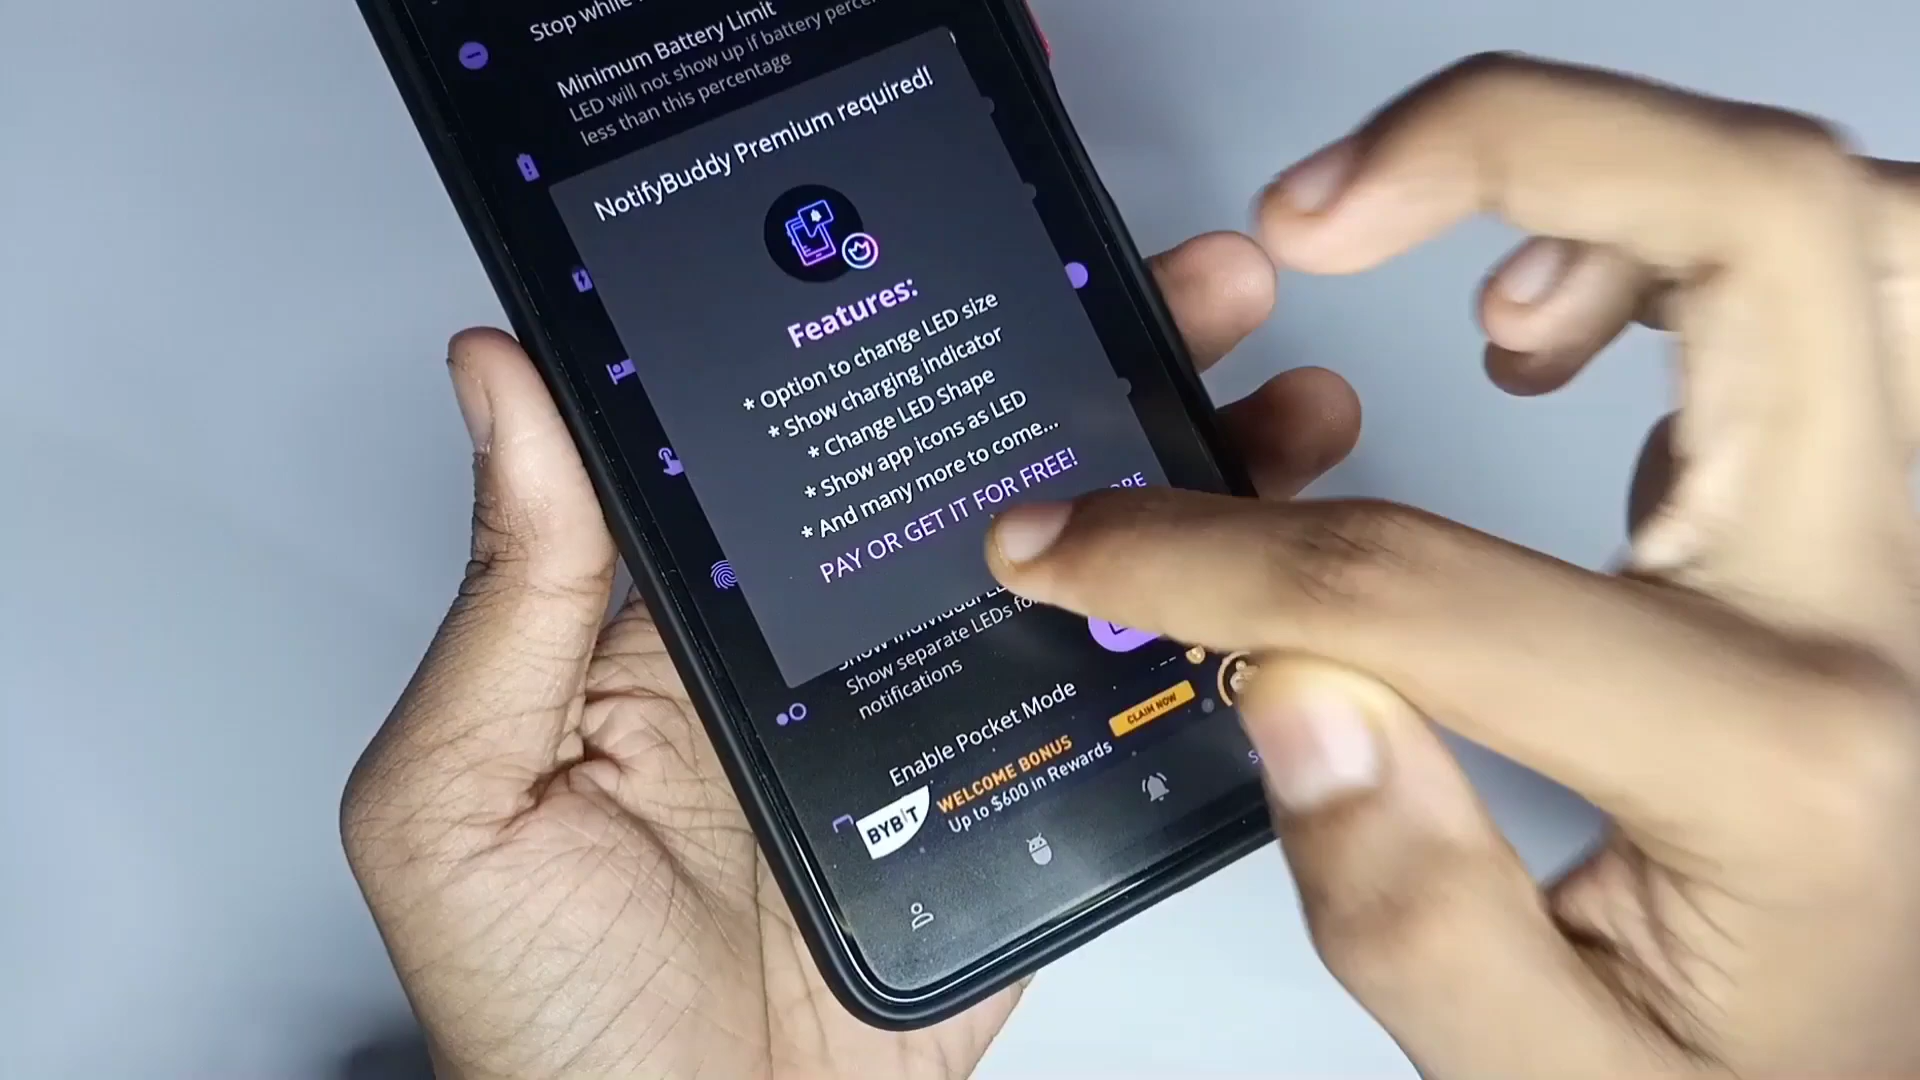 Stop while
Minimum Battery Limit
LED will not show up if battery
less than this percentage
NotifyBuddy Premium required!
Features:
* Option to change LED size
* Show charging indicator
* Change LED Shape
* Show app icons as LED
* And many more to come...
PAY OR GET IT FOR FREE!
Show separate LEDs
notifications
Enable Pocket Mode
BYBIT
WELCOME BONUS
Up to $600 in Rewards
CLAIM NOW